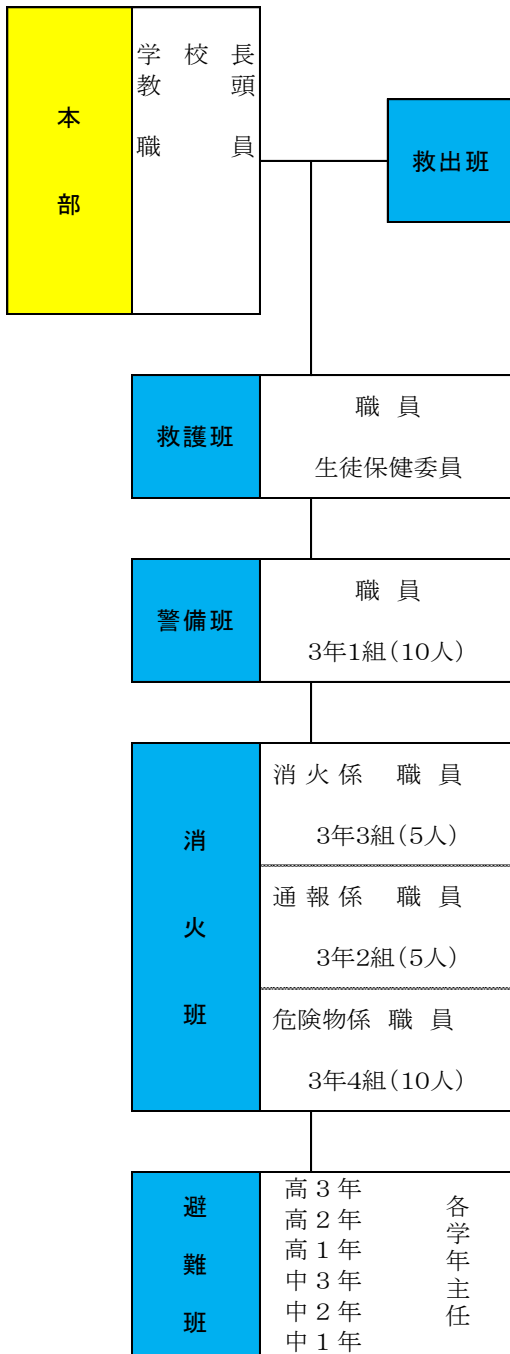 本部
学校長
教頭
職員
救出班
救護班
職員
生徒保健委員
警備班
職員
3年1組(10人)
消火班
消火係 職員
3年3組(5人)
通報係 職員
3年2組(5人)
危険物係 職員
3年4組(10人)
避難班
高3年
高2年
高1年
中3年
中2年
中1年
各学年主任